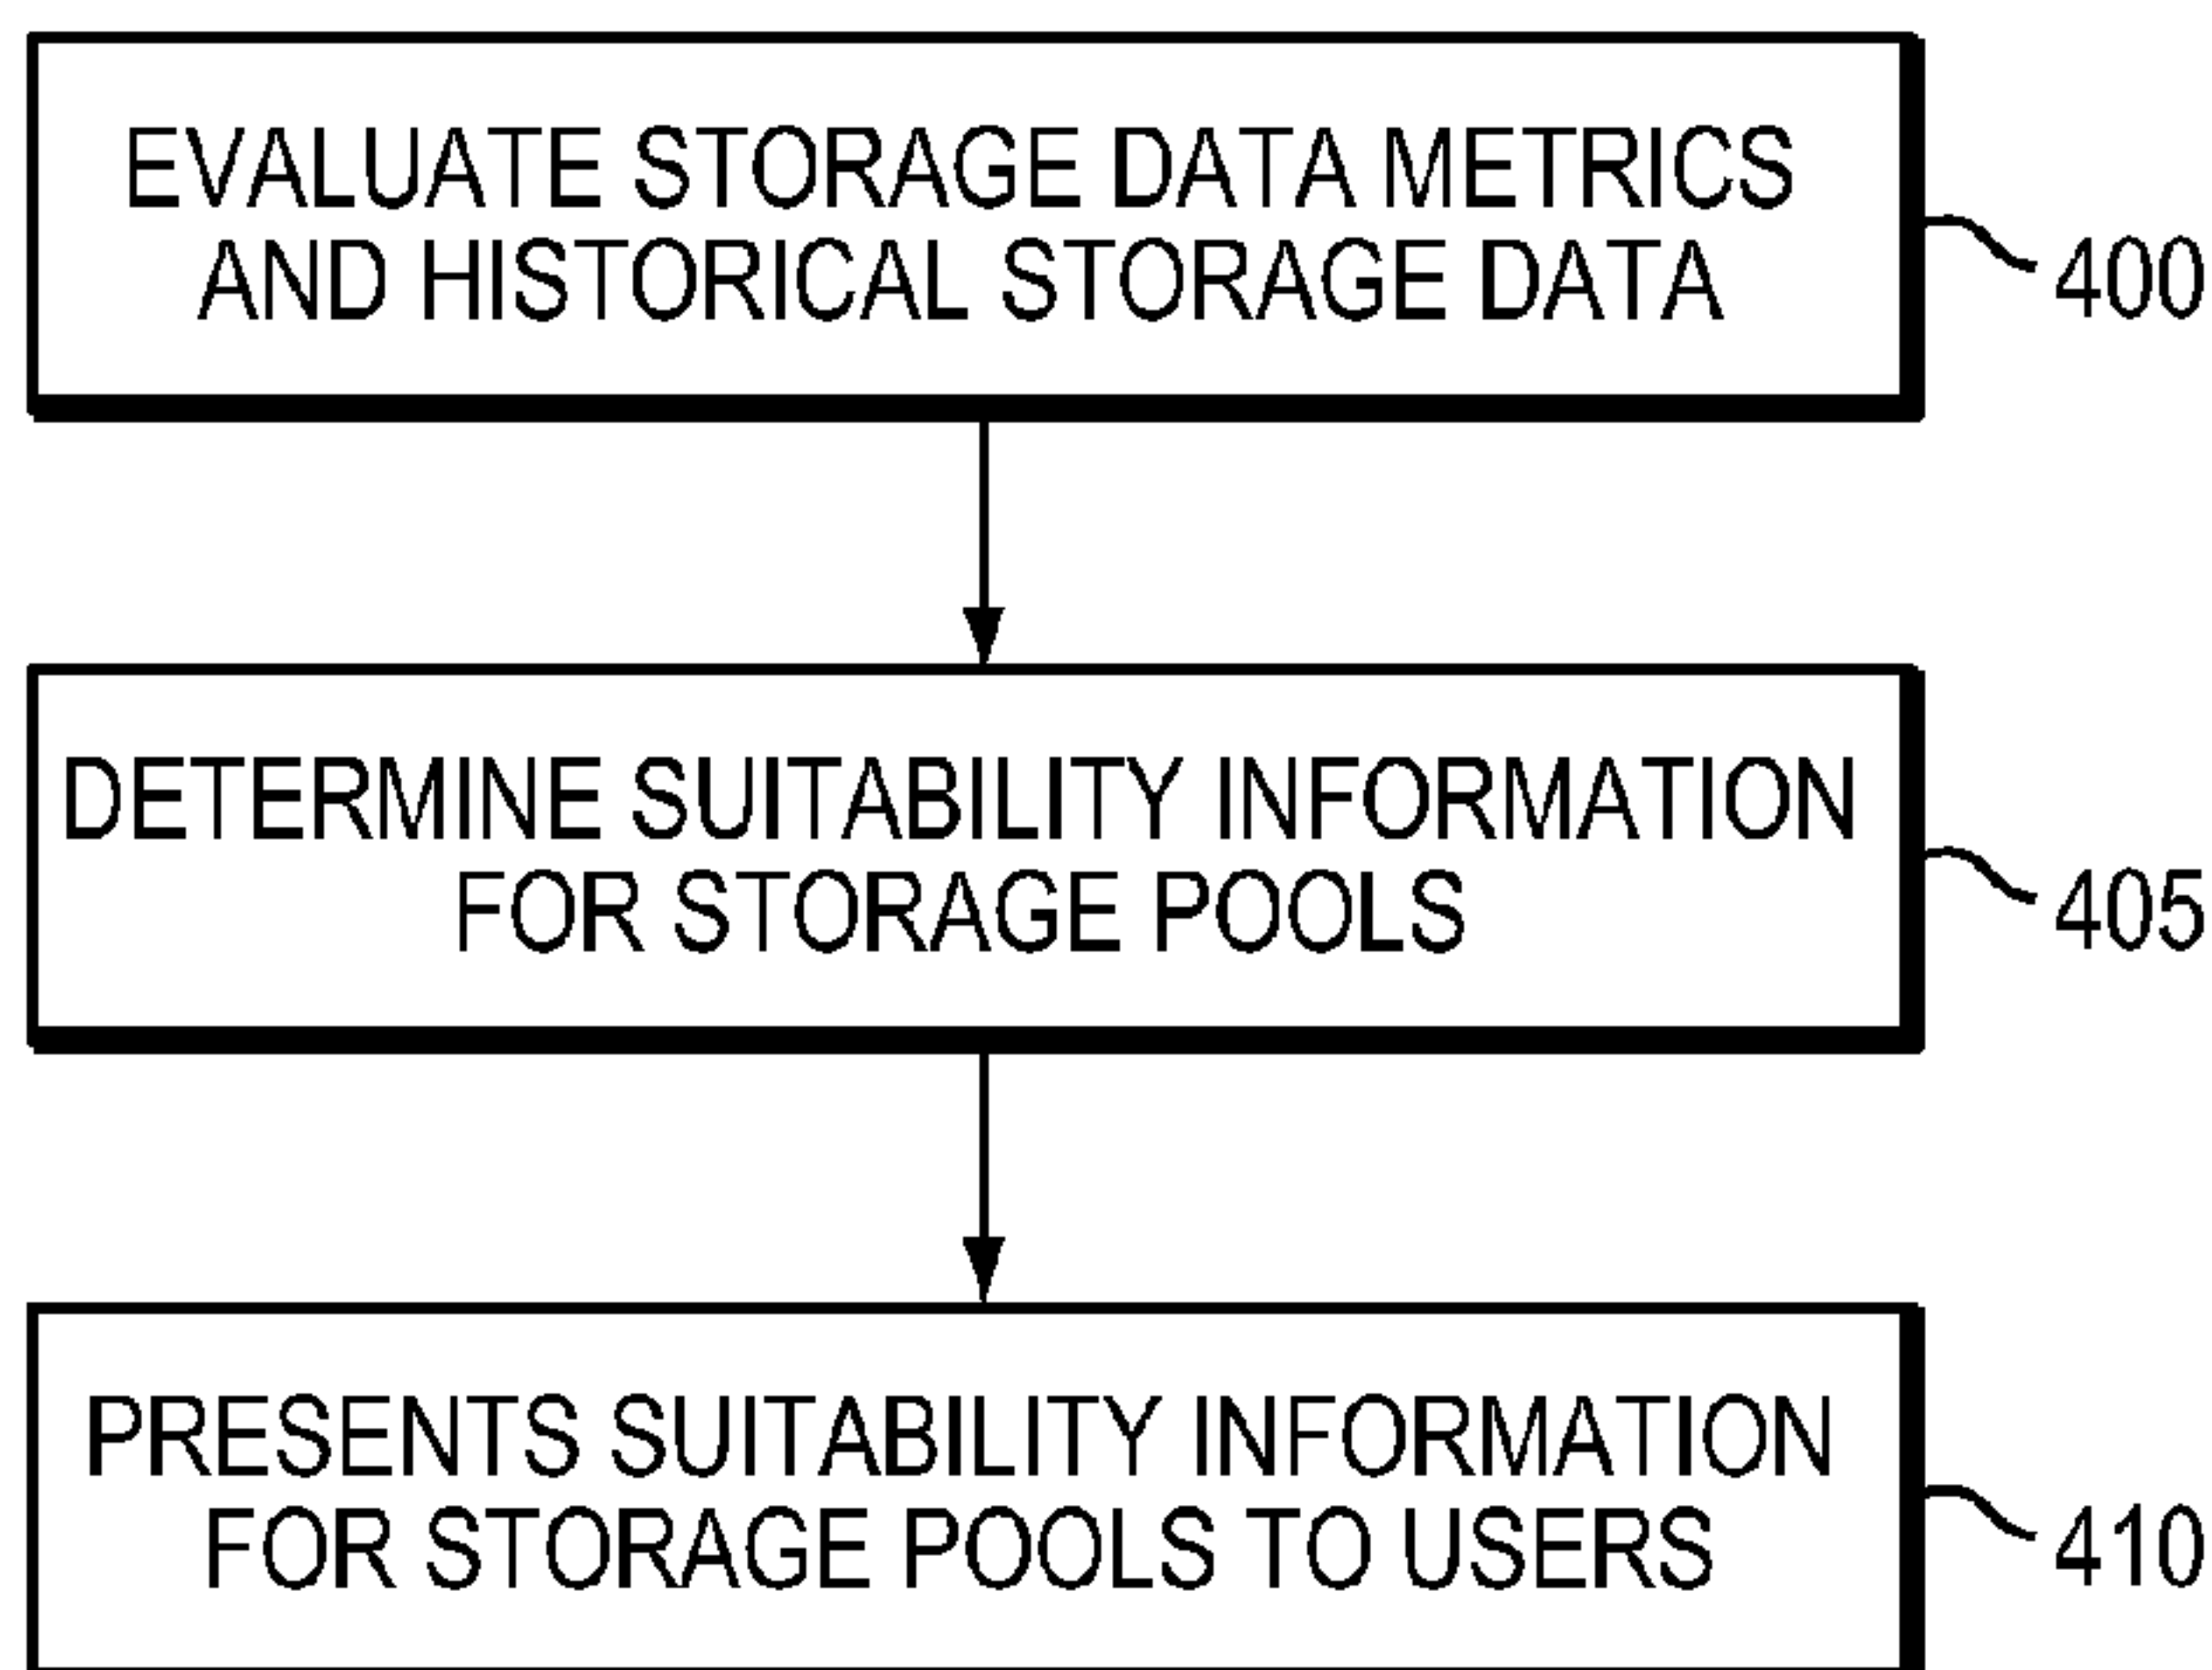 EVALUATE STORAGE DATA METRICS
AND HISTORICAL STORAGE DATA
400
DETERMINE SUITABILITY INFORMATION
FOR STORAGE POOLS
405
PRESENTS SUITABILITY INFORMATION
FOR STORAGE POOLS TO USERS
410